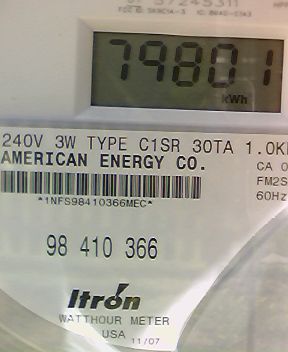 79801
kWh
240V 3W TYPE C1SR 30TA 1.0K
AMERICAN ENERGY CO.
CA 0
FM2S
60Hz
*1NFS98410366MEC*
98 410 366
Itrón
WATTHOUR METER
USA 11/07